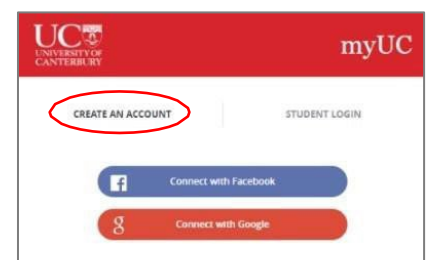 UC
UNIVERSITY OF
CANTERBURY
myUC
CREATE AN ACCOUNT
STUDENT LOGIN
f
Connect with Facebook
g
Connect with Google